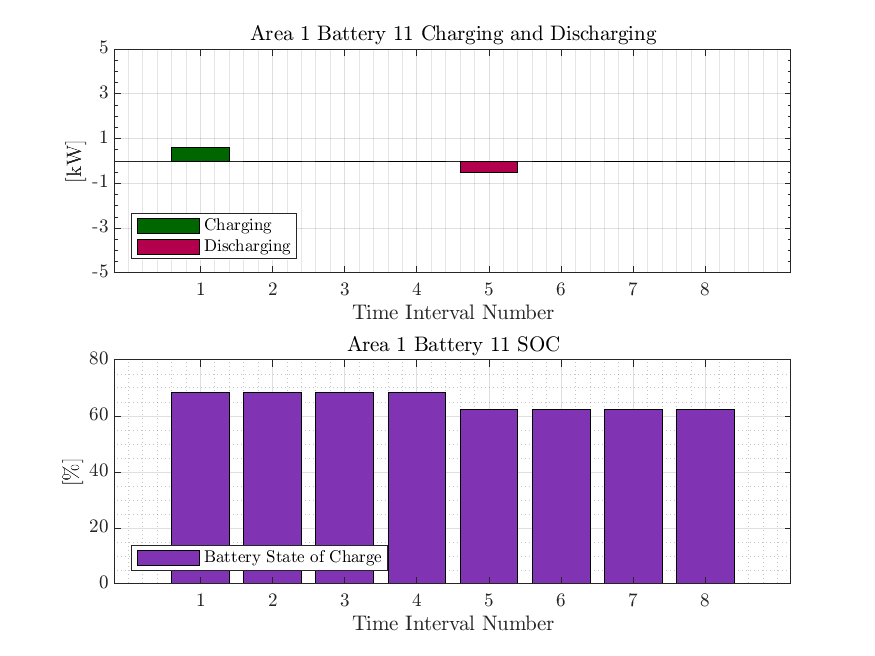 Area 1 Battery 11 Charging and Discharging
5
3
1
-1
-3
-5
[kW]
Charging
Discharging
1 2 3 4 5 6 7 8
Time Interval Number
Area 1 Battery 11 SOC
80
60
40
20
0
[%]
Battery State of Charge
1 2 3 4 5 6 7 8
Time Interval Number